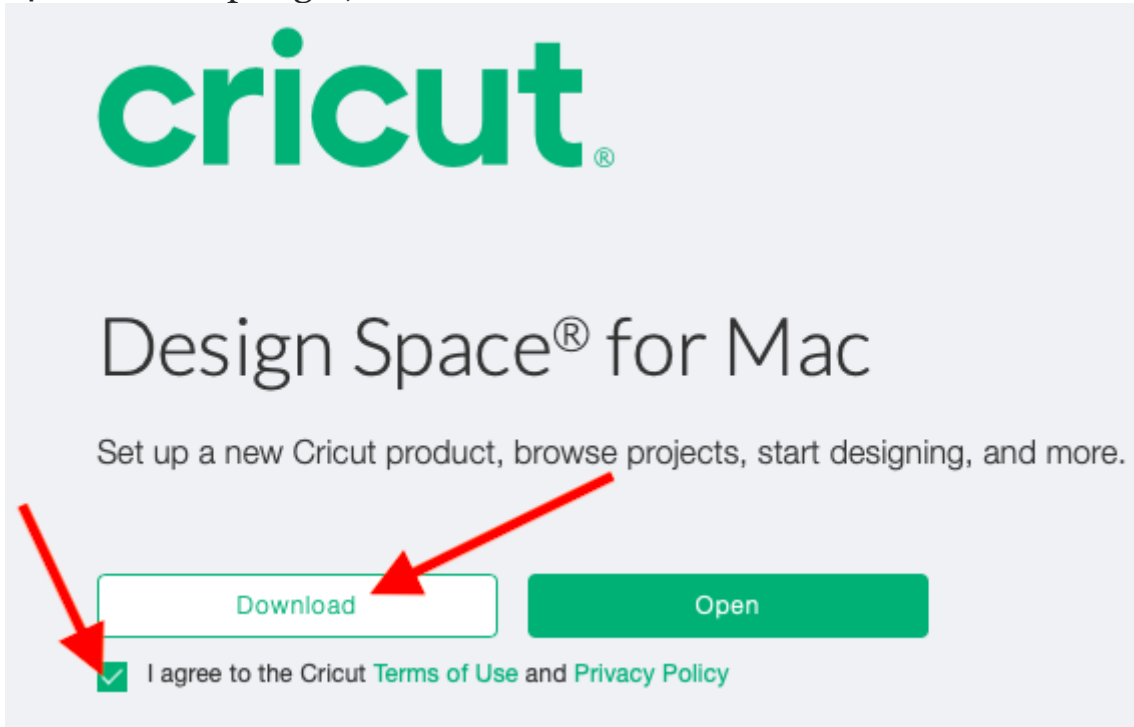 cricut®
Design Space® for Mac
Set up a new Cricut product, browse projects, start designing, and more.
Download
Open
I agree to the Cricut Terms of Use and Privacy Policy